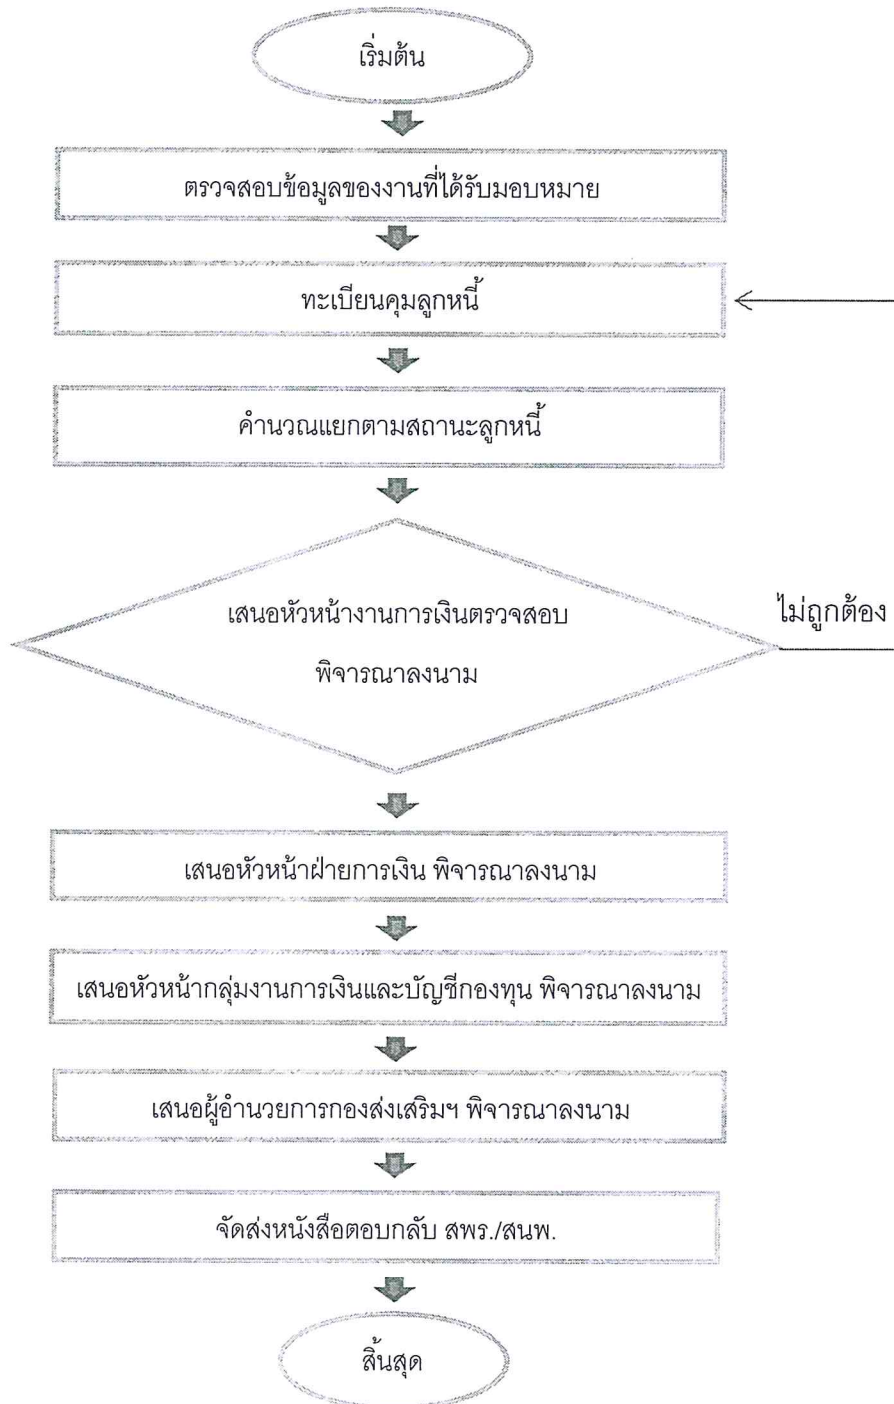 เริ่มต้น
ตรวจสอบข้อมูลของงานที่ได้รับมอบหมาย
ทะเบียนคุมลูกหนี้
คำนวณแยกตามสถานะลูกหนี้
เสนอหัวหน้างานการเงินตรวจสอบ
พิจารณาลงนาม
ไม่ถูกต้อง
เสนอหัวหน้าฝ่ายการเงิน พิจารณาลงนาม
เสนอหัวหน้ากลุ่มงานการเงินและบัญชีกองทุน พิจารณาลงนาม
เสนอผู้อำนวยการกองส่งเสริมฯ พิจารณาลงนาม
จัดส่งหนังสือตอบกลับ สพร./สนพ.
สิ้นสุด